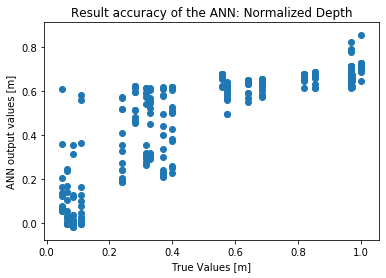 Result accuracy of the ANN: Normalized Depth
ANN output values [m]
0.8
0.6
0.4
0.2
0.0
0.0 0.2 0.4 0.6 0.8 1.0
True Values [m]